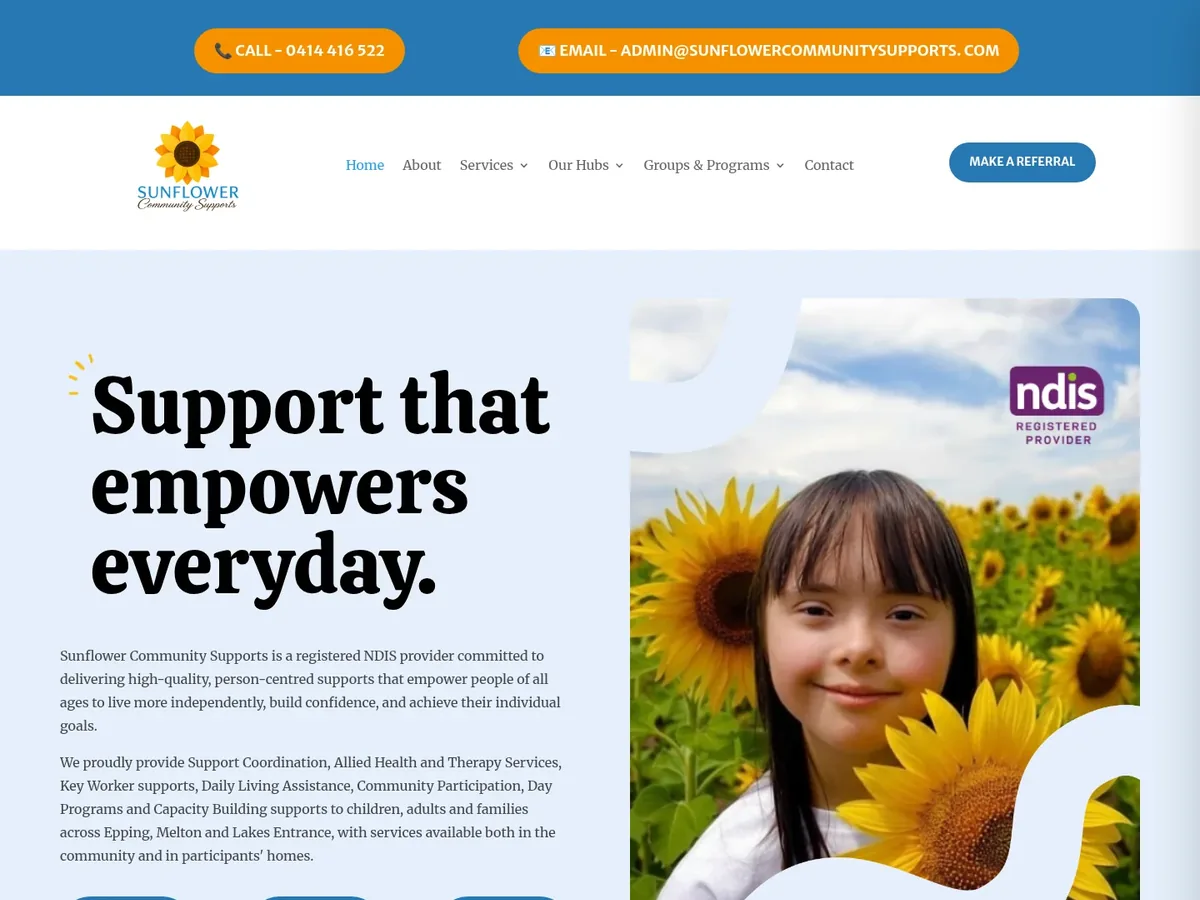 📞 CALL - 0414 416 522
📧 EMAIL - ADMIN@SUNFLOWERCOMMUNITYSUPPORTS. COM
SUNFLOWER
Community Supports
Home
About
Services
Our Hubs
Groups & Programs
Contact
MAKE A REFERRAL
Support that
empowers
everyday.
Sunflower Community Supports is a registered NDIS provider committed to
delivering high-quality, person-centred supports that empower people of all
ages to live more independently, build confidence, and achieve their individual
goals.
We proudly provide Support Coordination, Allied Health and Therapy Services,
Key Worker supports, Daily Living Assistance, Community Participation, Day
Programs and Capacity Building supports to children, adults and families
across Epping, Melton and Lakes Entrance, with services available both in the
community and in participants' homes.
ndis
REGISTERED
PROVIDER